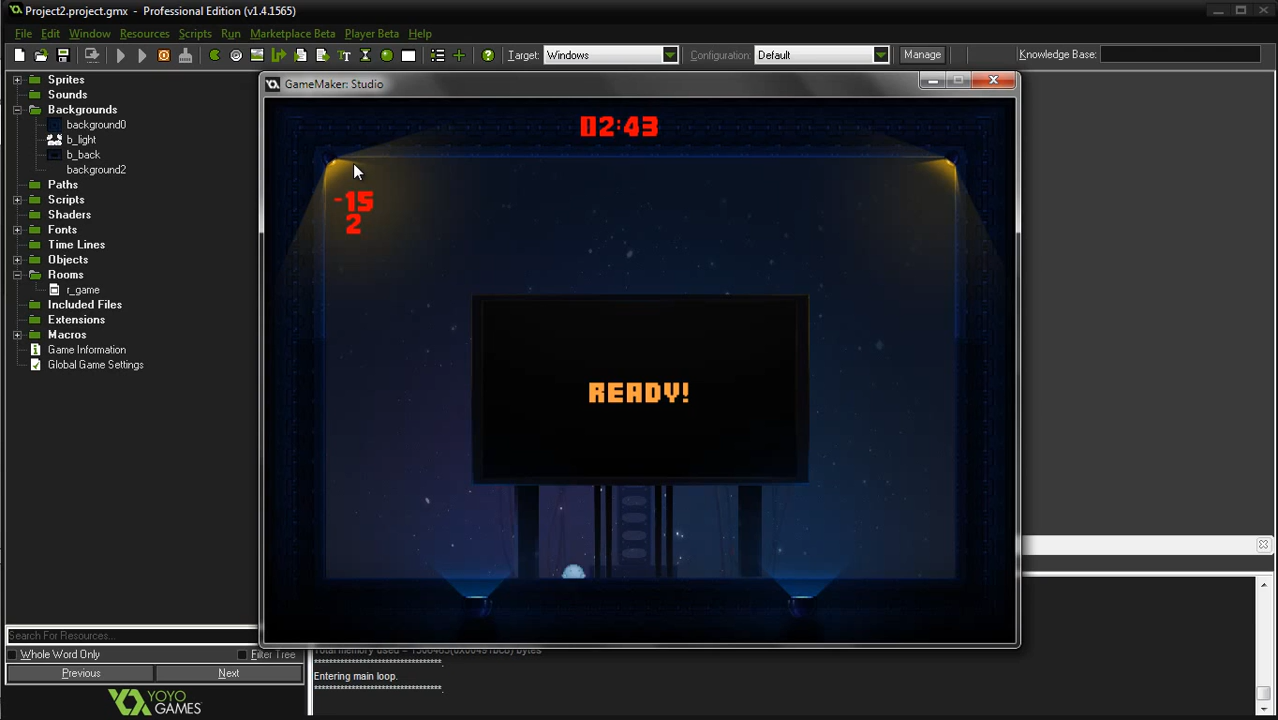 Project2.project.gmx - Professional Edition (v1.4.1565)
File Edit Window Resources Scripts Run Marketplace Beta Player Beta Help
Target: Windows Configuration: Default Manage Knowledge Base:
Sprites
Sounds
Backgrounds
background0
b_light
b_back
background2
Paths
Scripts
Shaders
Fonts
Time Lines
Objects
Rooms
r_game
Included Files
Extensions
Macros
Game Information
Global Game Settings
GameMaker: Studio
02:43
-15
2
READY!
Search For Resources...
Whole Word Only Filter Tree
Previous Next
YOYO
GAMES
Entering main loop.